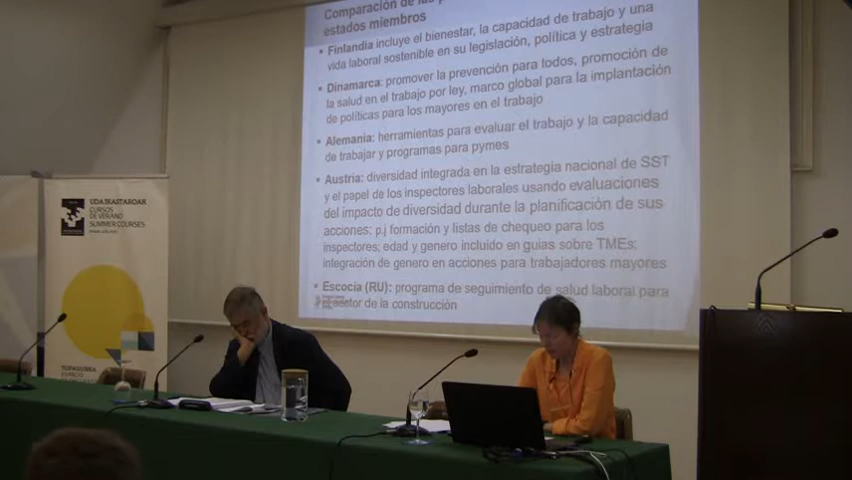 Comparación de las
estados miembros
Finlandia incluye el bienestar, la capacidad de trabajo y una
vida laboral sostenible en su legislación, política y estrategia
Dinamarca: promover la prevención para todos, promoción de
la salud en el trabajo por ley, marco global para la implantación
de políticas para los mayores en el trabajo
Alemania: herramientas para evaluar el trabajo y la capacidad
de trabajar y programas para pymes
Austria: diversidad integrada en la estrategia nacional de SST
y el papel de los inspectores laborales usando evaluaciones
del impacto de diversidad durante la planificación de sus
acciones: p.j formación y listas de chequeo para los
inspectores; edad y genero incluido en guias sobre TMEs;
integración de genero en acciones para trabajadores mayores
Escocia (RU): programa de seguimiento de salud laboral para
sector de la construcción
UDA IKASTAROAK
CURSOS
DE VERANO
SUMMER COURSES